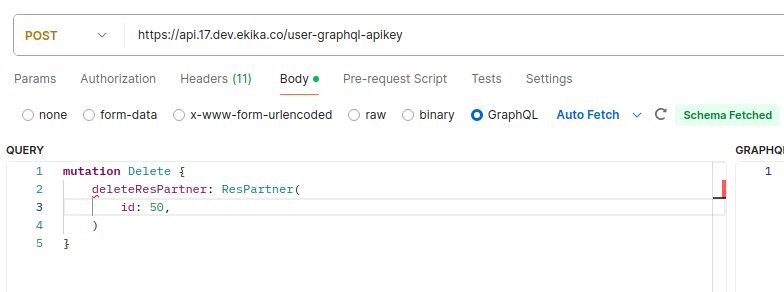 POST https://api.17.dev.ekika.co/user-graphql-apikey
Params Authorization Headers (11) Body Pre-request Script Tests Settings
none form-data x-www-form-urlencoded raw binary GraphQL Auto Fetch Schema Fetched
QUERY GRAPHQ
1 mutation Delete { 1
2 deleteResPartner: ResPartner(
3 id: 50,
4 )
5 }